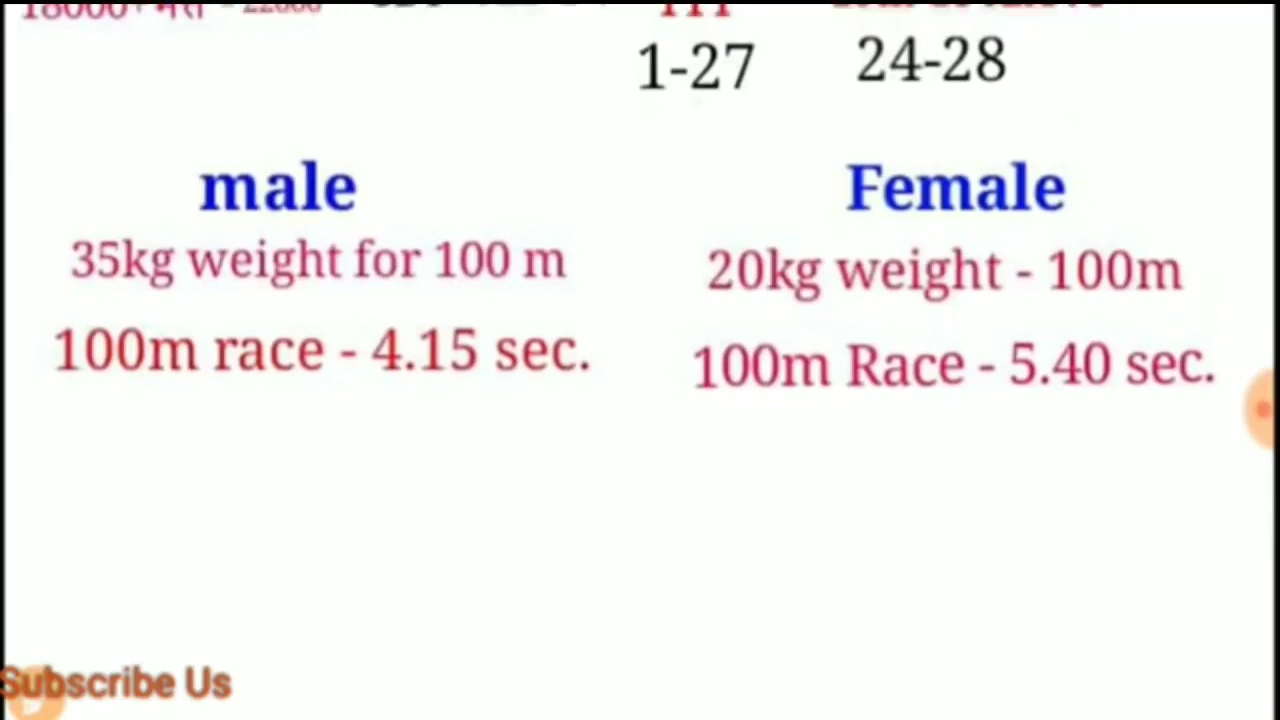 18000+
1-27 24-28
male Female
35kg weight for 100 m
20kg weight - 100m
100m race - 4.15 sec.
100m Race - 5.40 sec.
Subscribe Us